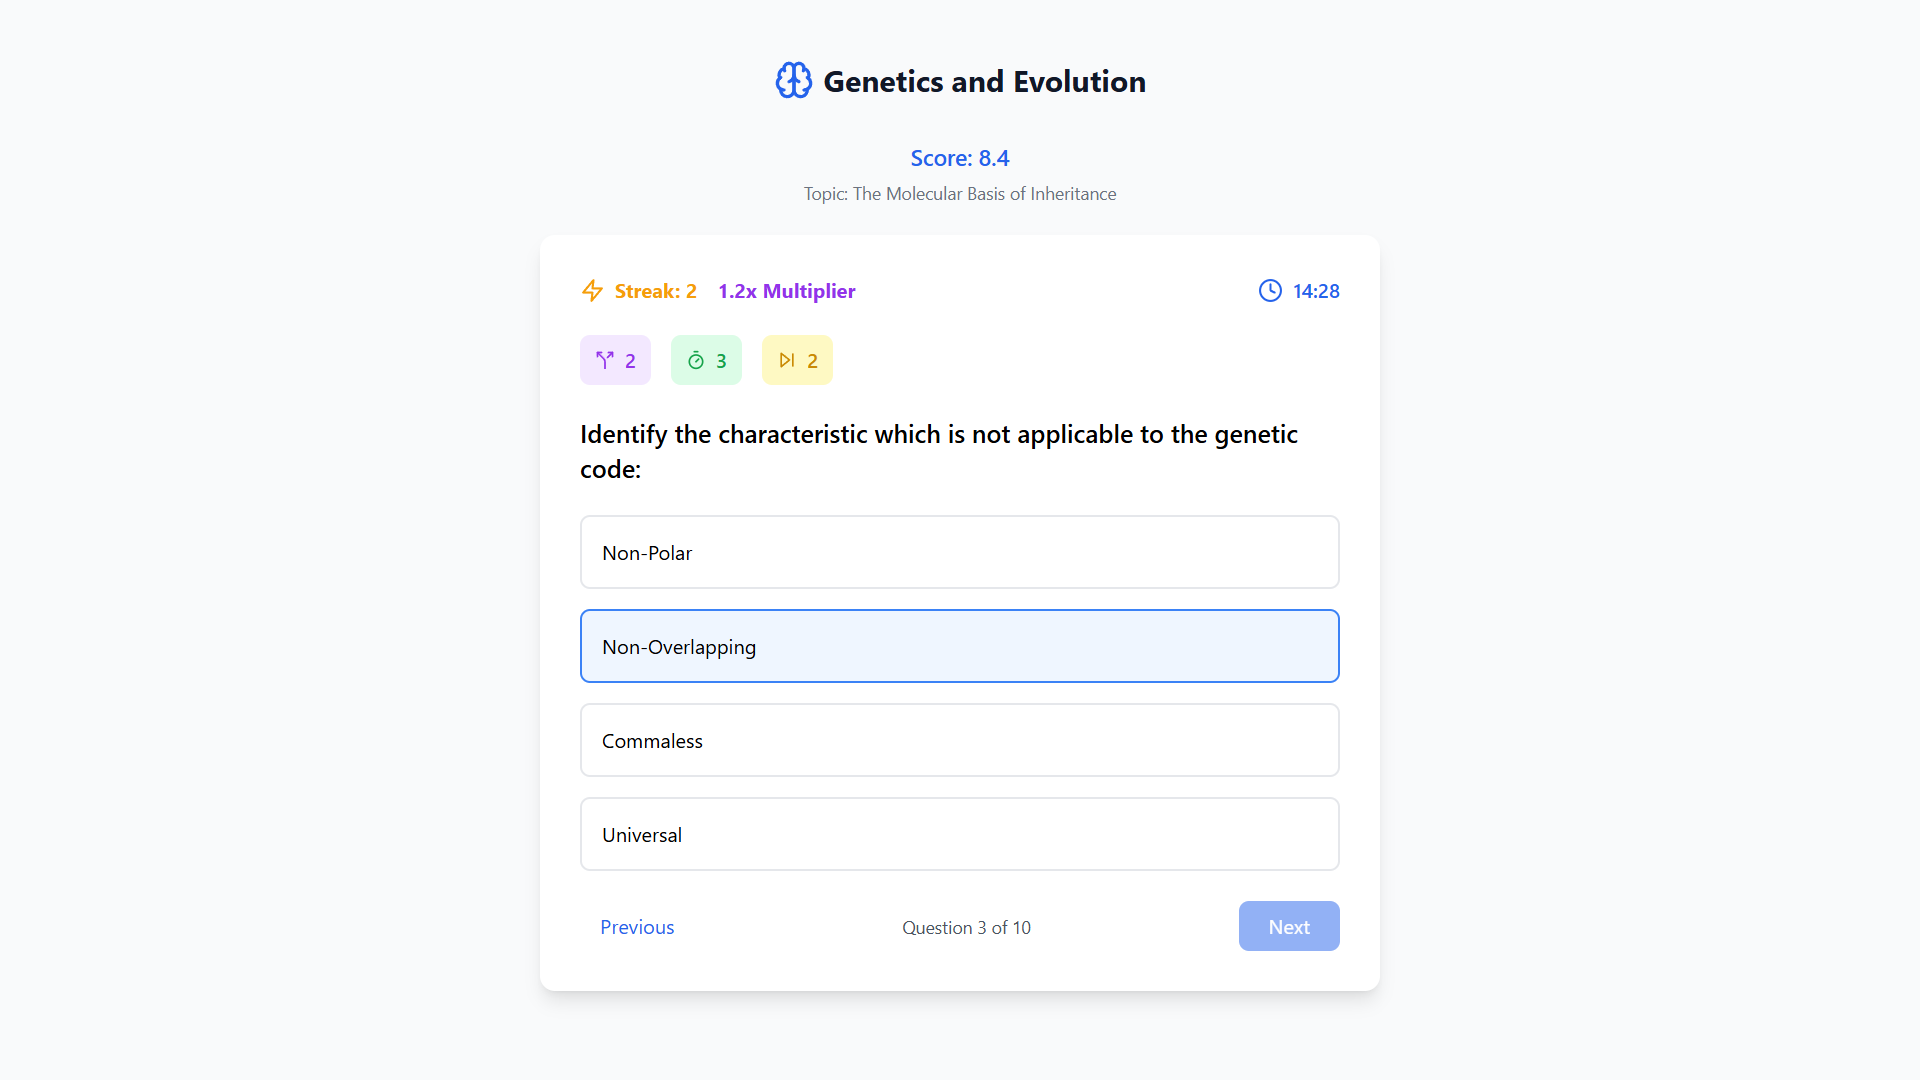 Genetics and Evolution
Score: 8.4
Topic: The Molecular Basis of Inheritance
Streak: 2 1.2x Multiplier 14:28
2 3 2
Identify the characteristic which is not applicable to the genetic
code:
Non-Polar
Non-Overlapping
Commaless
Universal
Previous Question 3 of 10 Next